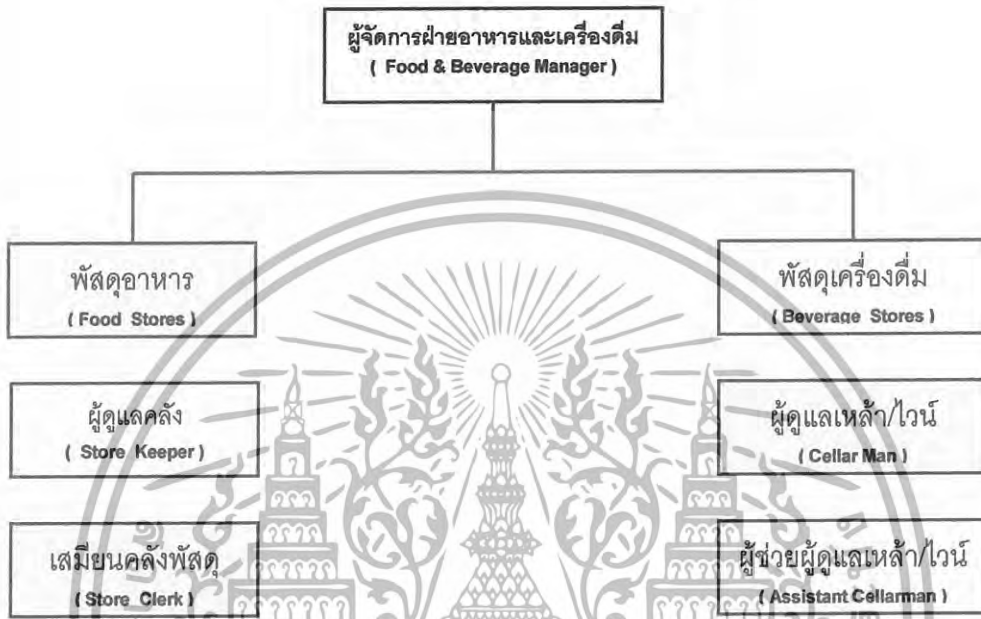 ผู้จัดการฝ่ายอาหารและเครื่องดื่ม
( Food & Beverage Manager )
พัสดุอาหาร
( Food Stores )
พัสดุเครื่องดื่ม
( Beverage Stores )
ผู้ดูแลคลัง
( Store Keeper )
ผู้ดูแลเหล้า/ไวน์
( Cellar Man )
เสมียนคลังพัสดุ
( Store Clerk )
ผู้ช่วยผู้ดูแลเหล้า/ไวน์
( Assistant Cellarman )